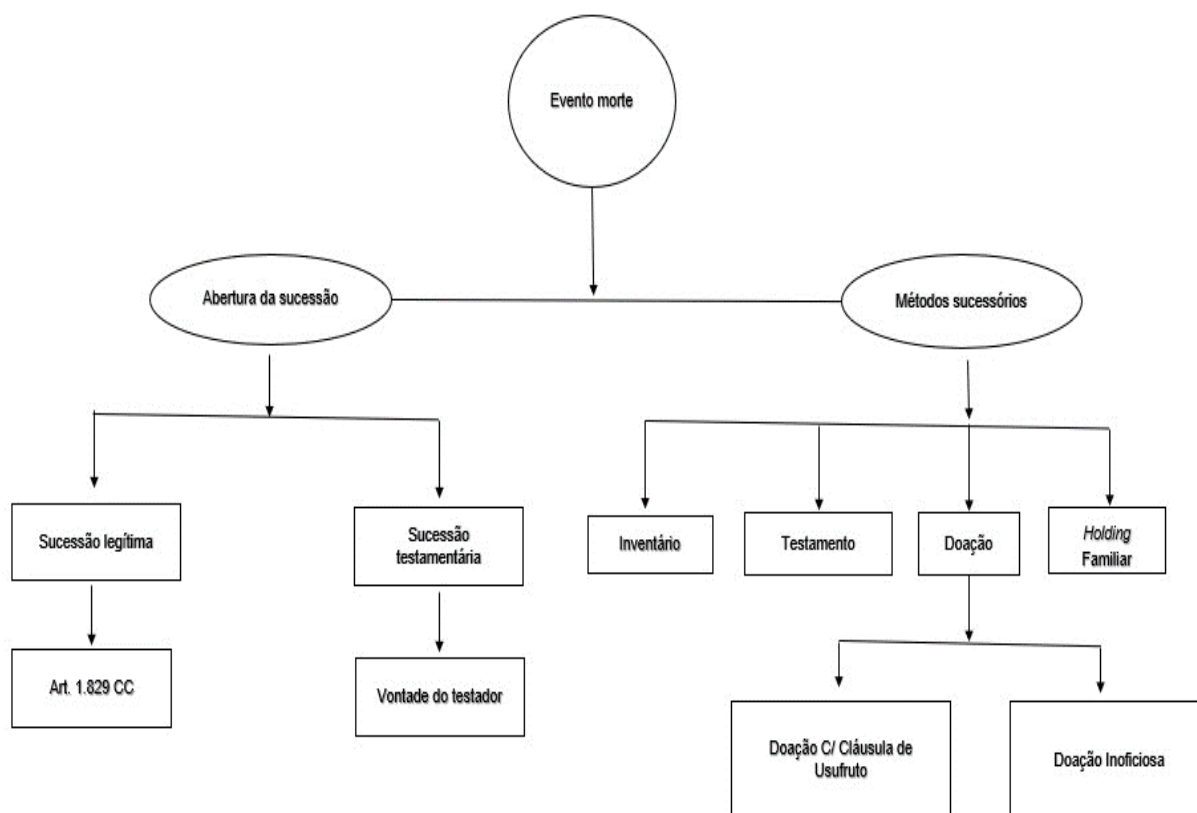 Evento morte
Abertura da sucessão
Métodos sucessórios
Sucessão legítima
Sucessão
testamentária
Inventário
Testamento
Doação
Holding
Familiar
Art. 1.829 CC
Vontade do testador
Doação C/ Cláusula de
Usufruto
Doação Inoficiosa